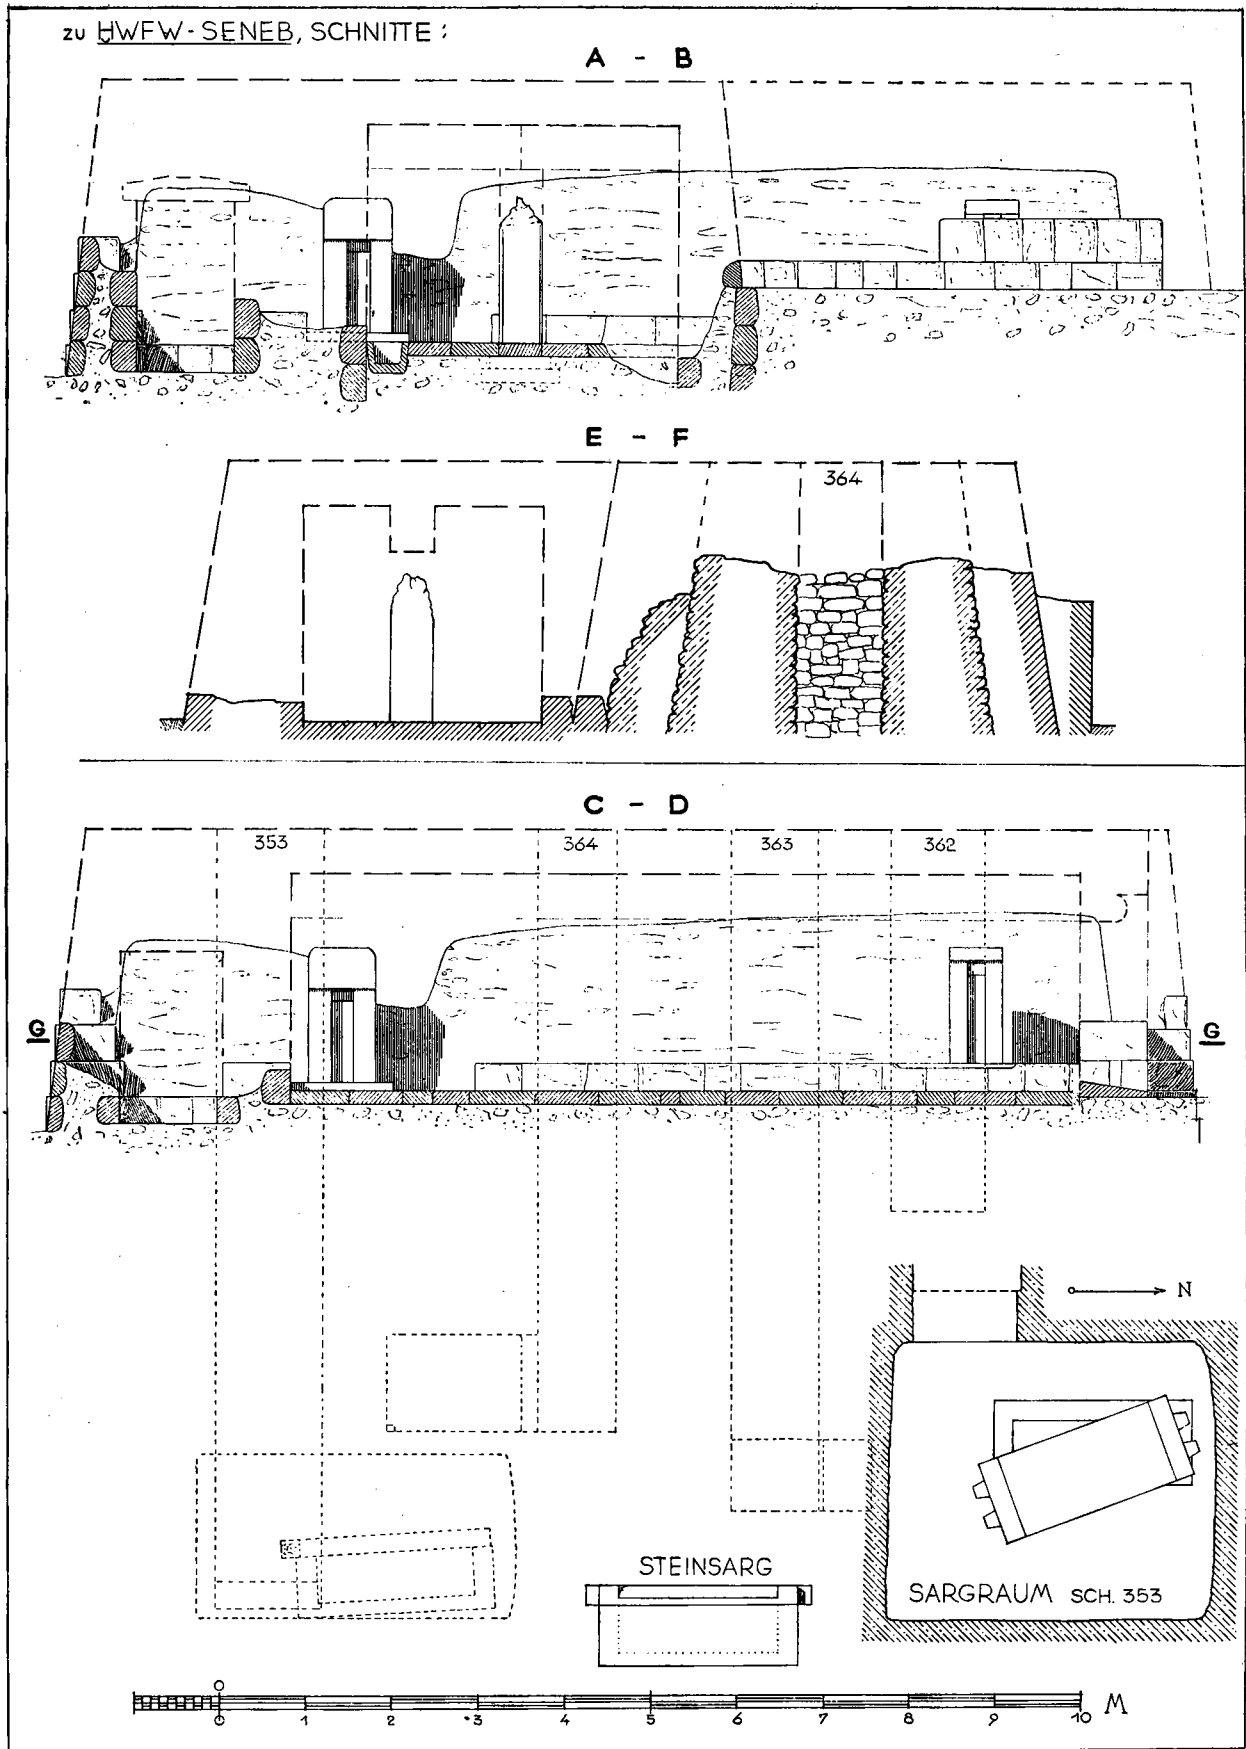 zu ḪWFW-SENEB, SCHNITTE:
A - B
E - F
364
C - D
353 364 363 362
G G
N
STEINSARG
SARGRAUM SCH. 353
0
0 1 2 3 4 5 6 7 8 9 10 M